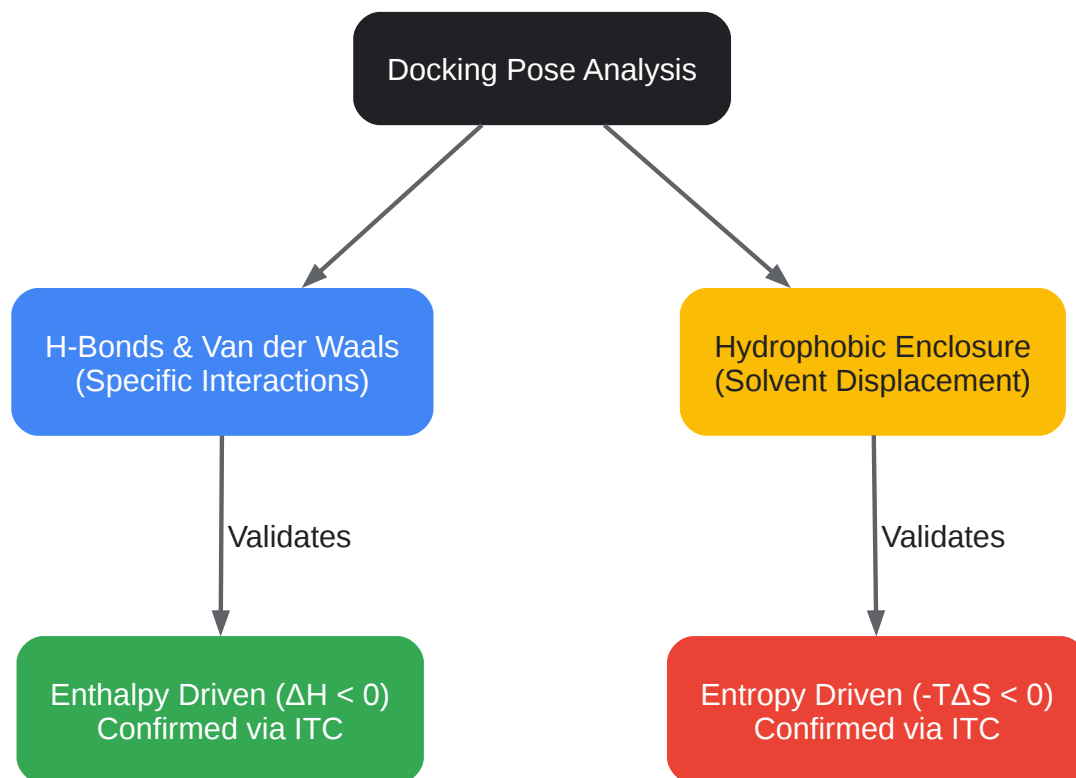 Docking Pose Analysis
H-Bonds & Van der Waals
(Specific Interactions)
Hydrophobic Enclosure
(Solvent Displacement)
Validates
Validates
Enthalpy Driven (ΔH < 0)
Confirmed via ITC
Entropy Driven (-TΔS < 0)
Confirmed via ITC